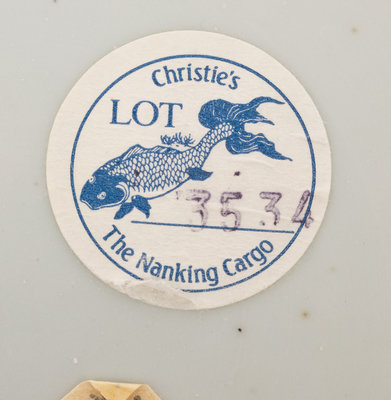 Christie's
LOT
3534
The Nanking Cargo